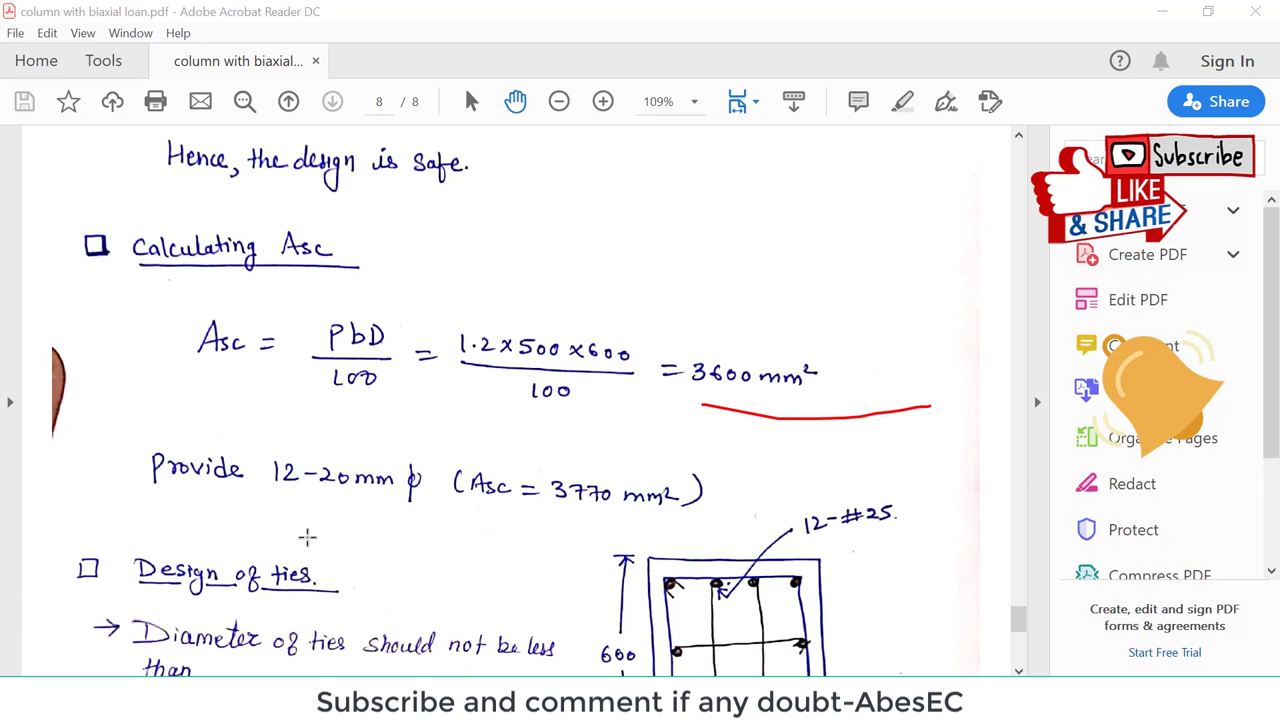 column with biaxial loan.pdf - Adobe Acrobat Reader DC
File Edit View Window Help
Home Tools column with biaxial... × Sign In
8 / 8 109% Share
Hence, the design is safe.
Calculating Asc
Asc = PbD / 100 = 1.2×500×600 / 100 = 3600 mm²
Provide 12-20mm ϕ (Asc = 3770 mm²)
12-#25.
Design of ties.
600
→ Diameter of ties should not be less
than
Subscribe
LIKE
& SHARE
Create PDF
Edit PDF
Organize Pages
Redact
Protect
Compress PDF
Create, edit and sign PDF
forms & agreements
Start Free Trial
Subscribe and comment if any doubt-AbesEC